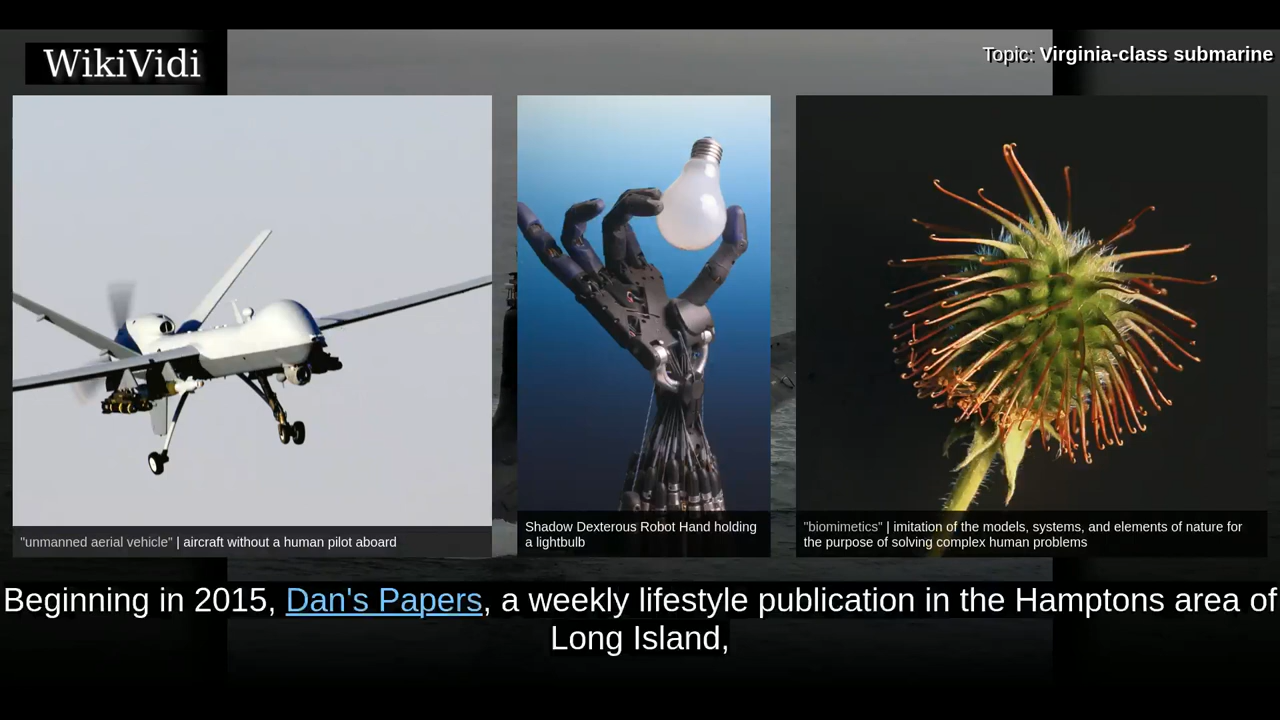 WikiVidi
Topic: Virginia-class submarine
"unmanned aerial vehicle" | aircraft without a human pilot aboard
Shadow Dexterous Robot Hand holding
a lightbulb
"biomimetics" | imitation of the models, systems, and elements of nature for
the purpose of solving complex human problems
Beginning in 2015, Dan's Papers, a weekly lifestyle publication in the Hamptons area of
Long Island,